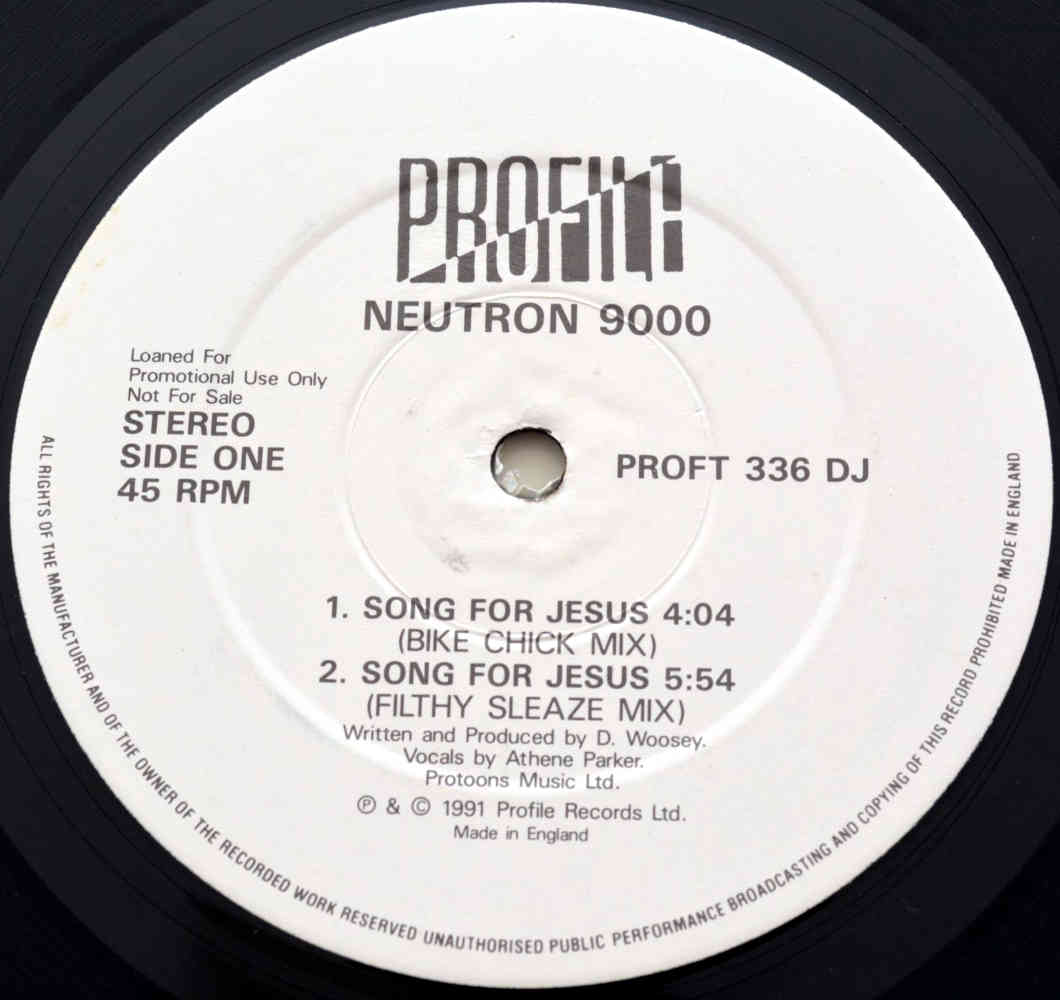 PROFILE
NEUTRON 9000
Loaned For
Promotional Use Only
Not For Sale
STEREO
SIDE ONE
45 RPM
PROFT 336 DJ
1. SONG FOR JESUS 4:04
(BIKE CHICK MIX)
2. SONG FOR JESUS 5:54
(FILTHY SLEAZE MIX)
Written and Produced by D. Woosey.
Vocals by Athene Parker.
Protoons Music Ltd.
℗ & © 1991 Profile Records Ltd.
Made in England
ALL RIGHTS OF THE MANUFACTURER AND OF THE OWNER OF THE RECORDED WORK RESERVED UNAUTHORISED PUBLIC PERFORMANCE BROADCASTING AND COPYING OF THIS RECORD PROHIBITED MADE IN ENGLAND